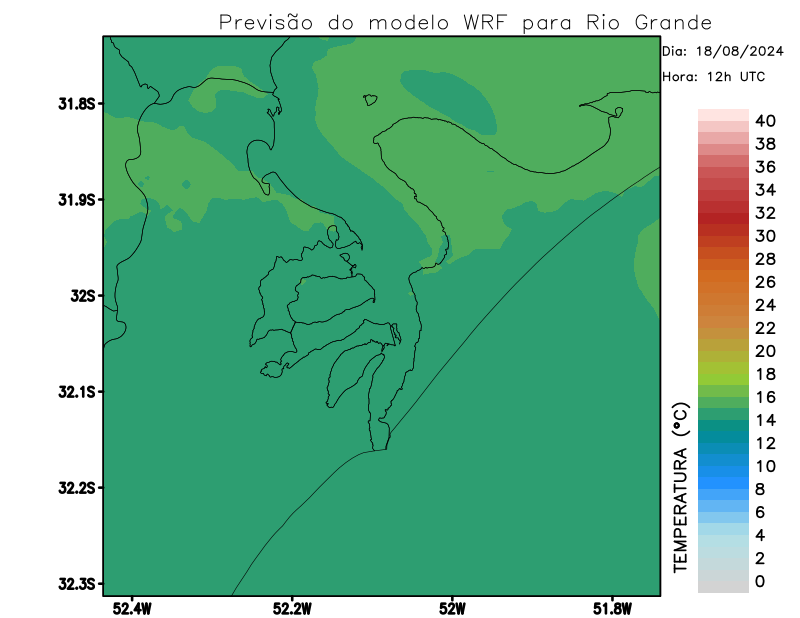 Previsão do modelo WRF para Rio Grande
Dia: 18/08/2024
Hora: 12h UTC
31.8S
31.9S
32S
32.1S
32.2S
32.3S
52.4W
52.2W
52W
51.8W
TEMPERATURA (°C)
40
38
36
34
32
30
28
26
24
22
20
18
16
14
12
10
8
6
4
2
0